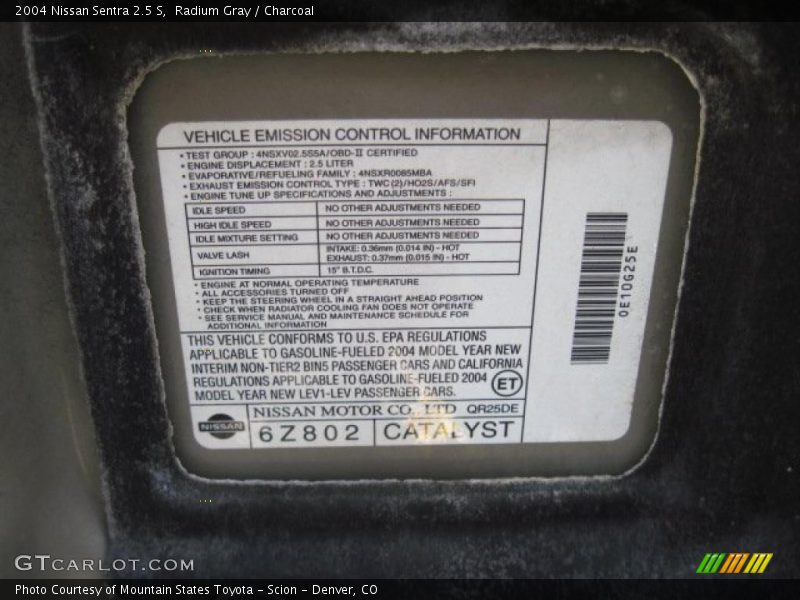 2004 Nissan Sentra 2.5 S, Radium Gray / Charcoal
VEHICLE EMISSION CONTROL INFORMATION
• TEST GROUP : 4NSXV02.5S5A/OBD-II CERTIFIED
• ENGINE DISPLACEMENT : 2.5 LITER
• EVAPORATIVE/REFUELING FAMILY : 4NSXR0085MBA
• EXHAUST EMISSION CONTROL TYPE : TWC(2)/HO2S/AFS/SFI
• ENGINE TUNE UP SPECIFICATIONS AND ADJUSTMENTS :
IDLE SPEED NO OTHER ADJUSTMENTS NEEDED
HIGH IDLE SPEED NO OTHER ADJUSTMENTS NEEDED
IDLE MIXTURE SETTING NO OTHER ADJUSTMENTS NEEDED
VALVE LASH INTAKE: 0.36mm (0.014 IN) - HOT
EXHAUST: 0.37mm (0.015 IN) - HOT
IGNITION TIMING 15° B.T.D.C.
• ENGINE AT NORMAL OPERATING TEMPERATURE
• ALL ACCESSORIES TURNED OFF
• KEEP THE STEERING WHEEL IN A STRAIGHT AHEAD POSITION
• CHECK WHEN RADIATOR COOLING FAN DOES NOT OPERATE
• SEE SERVICE MANUAL AND MAINTENANCE SCHEDULE FOR
ADDITIONAL INFORMATION
THIS VEHICLE CONFORMS TO U.S. EPA REGULATIONS
APPLICABLE TO GASOLINE-FUELED 2004 MODEL YEAR NEW
INTERIM NON-TIER2 BIN5 PASSENGER CARS AND CALIFORNIA
REGULATIONS APPLICABLE TO GASOLINE-FUELED 2004
MODEL YEAR NEW LEV1-LEV PASSENGER CARS.
ET
NISSAN
NISSAN MOTOR CO., LTD QR25DE
6Z802 CATALYST
0E10G25E
GTCARLOT.COM
Photo Courtesy of Mountain States Toyota - Scion - Denver, CO